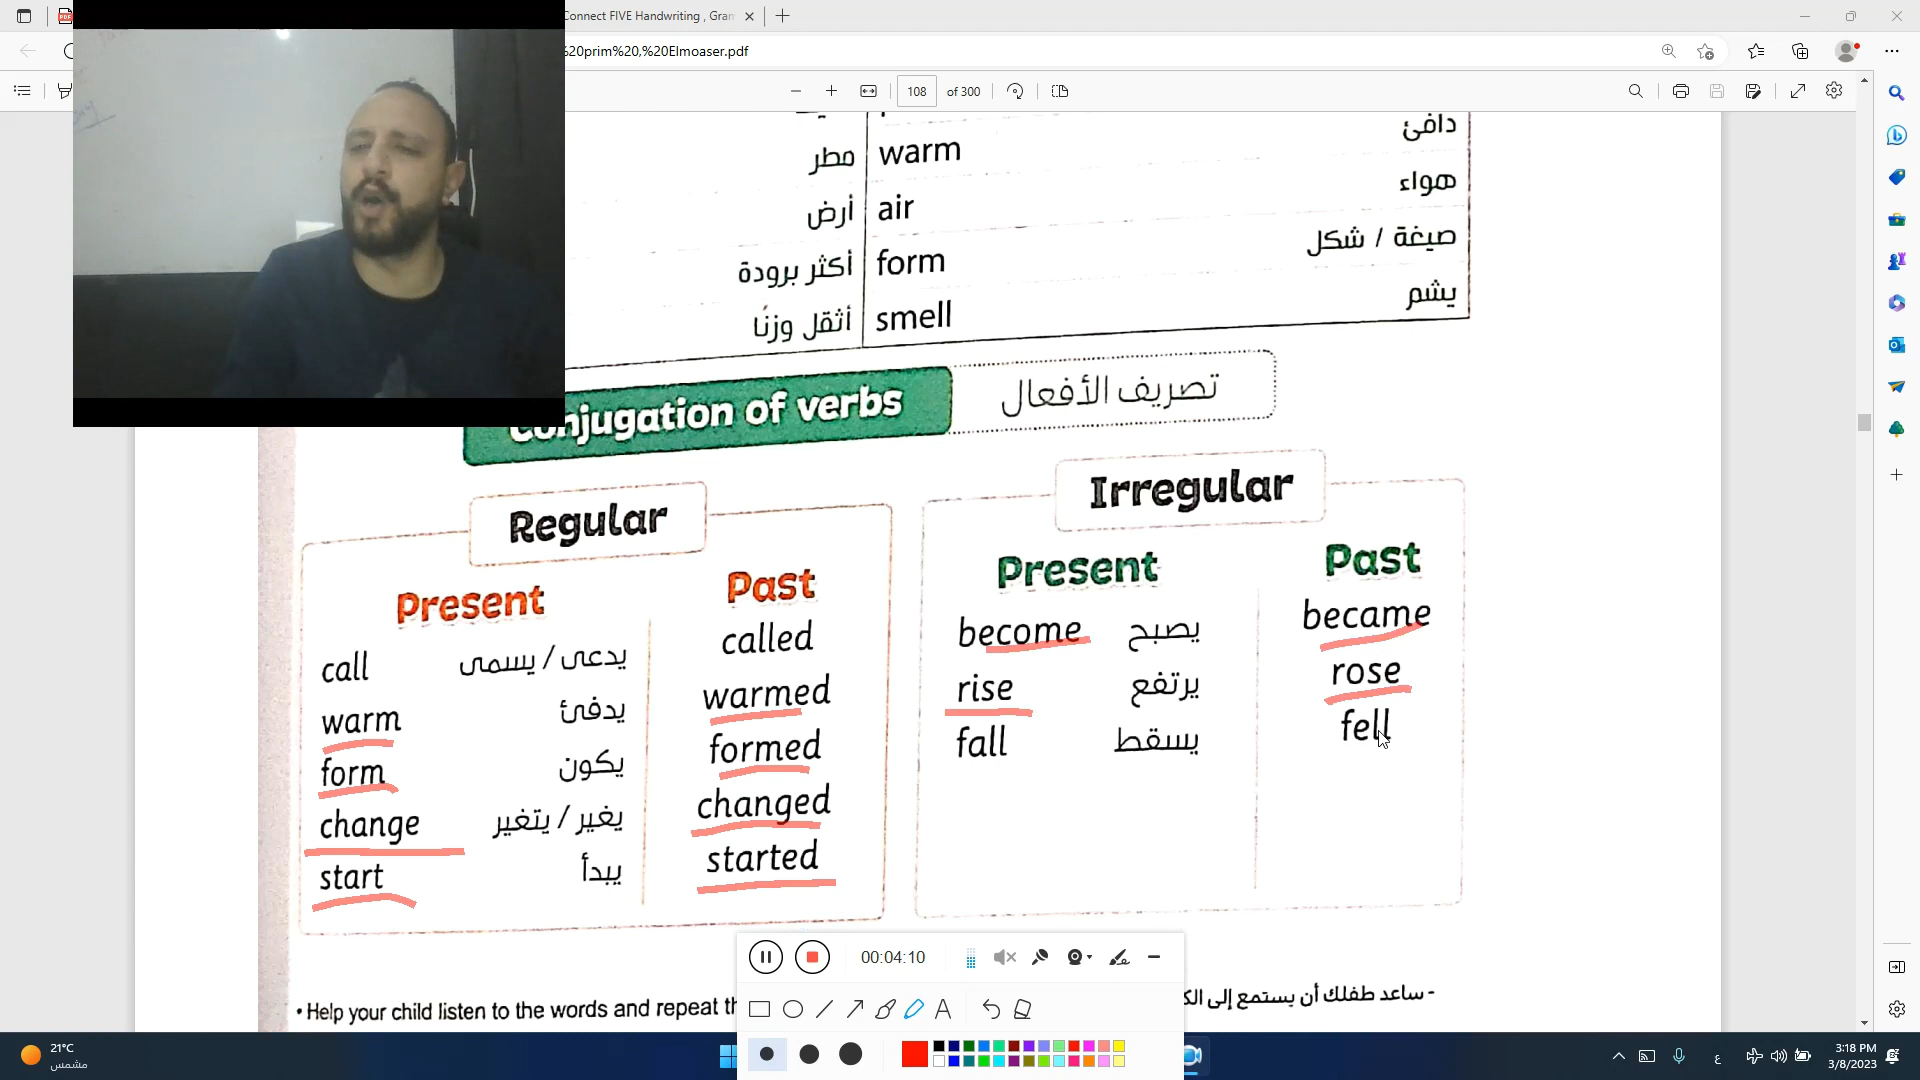 Connect FIVE Handwriting , Gram
%20prim%20,%20Elmoaser.pdf
108 of 300
دافئ
مطر warm
هواء
أرض air
صيغة / شكل
أكثر برودة form
يشم
أثقل وزنًا smell
Conjugation of verbs تصريف الأفعال
Regular
Present Past
call يدعى / يسمى called
warm يدفئ warmed
form يكون formed
change يغير / يتغير changed
start يبدأ started
Irregular
Present Past
become يصبح became
rise يرتفع rose
fall يسقط fell
00:04:10
• Help your child listen to the words and repeat th
- ساعد طفلك أن يستمع إلى الك
A
21°C
مشمس
ع
3:18 PM
3/8/2023